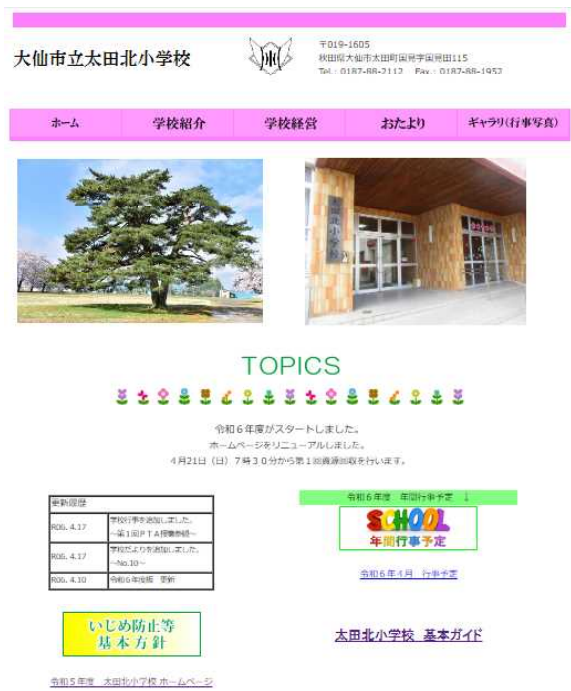 大仙市立太田北小学校
〒019-1605
秋田県大仙市太田町国見字国見田115
Tel.: 0187-88-2112 Fax.: 0187-88-1952
ホーム 学校紹介 学校経営 おたより ギャラリ(行事写真)
太田北小学校
TOPICS
令和6年度がスタートしました。
ホームページをリニューアルしました。
4月21日(日)7時30分から第1回資源回収を行います。
更新履歴
R06. 4.17 学校行事を追加しました。
~第1回PTA授業参観~
R06. 4.17 学校だよりを追加しました。
~No.10~
R06. 4.10 令和6年度版 更新
いじめ防止等
基本方針
令和5年度 太田北小学校 ホームページ
令和6年度 年間行事予定 ↓
SCHOOL
年間行事予定
令和6年4月 行事予定
太田北小学校 基本ガイド